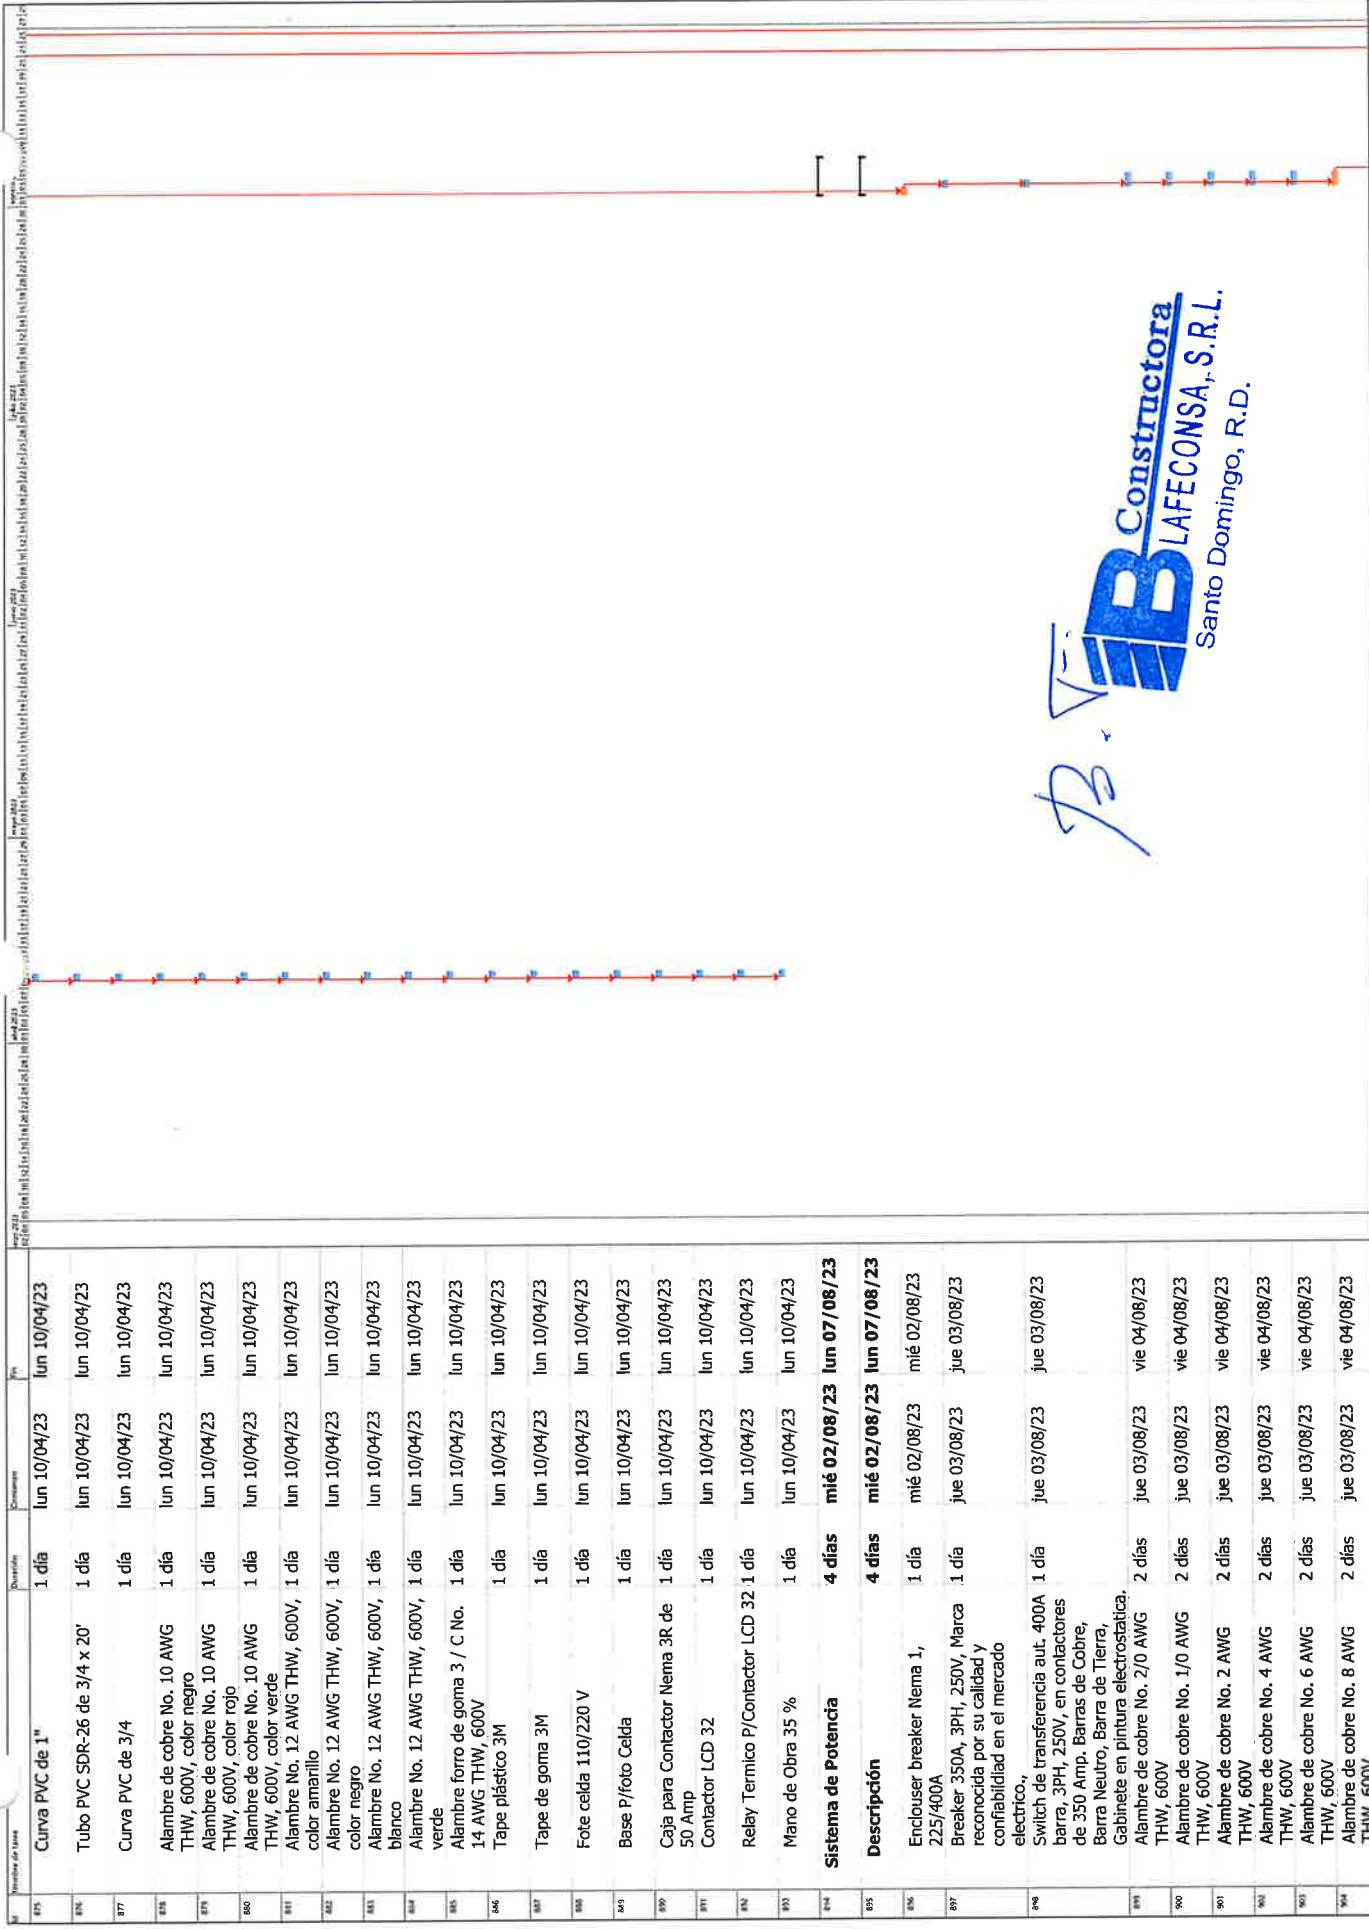 Id Nombre de tarea Duración Comienzo Fin
875 Curva PVC de 1" 1 día lun 10/04/23 lun 10/04/23
876 Tubo PVC SDR-26 de 3/4 x 20' 1 día lun 10/04/23 lun 10/04/23
877 Curva PVC de 3/4 1 día lun 10/04/23 lun 10/04/23
878 Alambre de cobre No. 10 AWG 1 día lun 10/04/23 lun 10/04/23
THW, 600V, color negro
879 Alambre de cobre No. 10 AWG 1 día lun 10/04/23 lun 10/04/23
THW, 600V, color rojo
880 Alambre de cobre No. 10 AWG 1 día lun 10/04/23 lun 10/04/23
THW, 600V, color verde
881 Alambre No. 12 AWG THW, 600V, 1 día lun 10/04/23 lun 10/04/23
color amarillo
882 Alambre No. 12 AWG THW, 600V, 1 día lun 10/04/23 lun 10/04/23
color negro
883 Alambre No. 12 AWG THW, 600V, 1 día lun 10/04/23 lun 10/04/23
blanco
884 Alambre No. 12 AWG THW, 600V, 1 día lun 10/04/23 lun 10/04/23
verde
885 Alambre forro de goma 3 / C No. 1 día lun 10/04/23 lun 10/04/23
14 AWG THW, 600V
886 Tape plástico 3M 1 día lun 10/04/23 lun 10/04/23
887 Tape de goma 3M 1 día lun 10/04/23 lun 10/04/23
888 Fote celda 110/220 V 1 día lun 10/04/23 lun 10/04/23
889 Base P/foto Celda 1 día lun 10/04/23 lun 10/04/23
890 Caja para Contactor Nema 3R de 1 día lun 10/04/23 lun 10/04/23
50 Amp
891 Contactor LCD 32 1 día lun 10/04/23 lun 10/04/23
892 Relay Termico P/Contactor LCD 32 1 día lun 10/04/23 lun 10/04/23
893 Mano de Obra 35 % 1 día lun 10/04/23 lun 10/04/23
894 Sistema de Potencia 4 días mié 02/08/23 lun 07/08/23
895 Descripción 4 días mié 02/08/23 lun 07/08/23
896 Enclouser breaker Nema 1, 1 día mié 02/08/23 mié 02/08/23
225/400A
897 Breaker 350A, 3PH, 250V, Marca 1 día jue 03/08/23 jue 03/08/23
reconocida por su calidad y
confiabildiad en el mercado
electrico.,
898 Switch de transferencia aut. 400A 1 día jue 03/08/23 jue 03/08/23
barra, 3PH, 250V, en contactores
de 350 Amp. Barras de Cobre,
Barra Neutro, Barra de Tierra,
Gabinete en pintura electrostatica.
899 Alambre de cobre No. 2/0 AWG 2 días jue 03/08/23 vie 04/08/23
THW, 600V
900 Alambre de cobre No. 1/0 AWG 2 días jue 03/08/23 vie 04/08/23
THW, 600V
901 Alambre de cobre No. 2 AWG 2 días jue 03/08/23 vie 04/08/23
THW, 600V
902 Alambre de cobre No. 4 AWG 2 días jue 03/08/23 vie 04/08/23
THW, 600V
903 Alambre de cobre No. 6 AWG 2 días jue 03/08/23 vie 04/08/23
THW, 600V
904 Alambre de cobre No. 8 AWG 2 días jue 03/08/23 vie 04/08/23
THW, 600V
abril 2023 mayo 2023 junio 2023 julio 2023
B Constructora
LAFECONSA, S.R.L.
Santo Domingo, R.D.